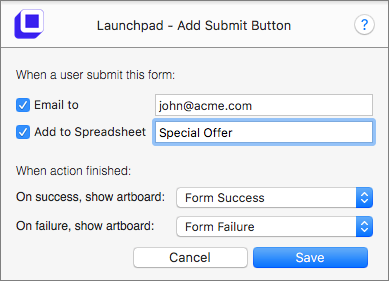 Launchpad - Add Submit Button
?
When a user submit this form:
Email to john@acme.com
Add to Spreadsheet Special Offer
When action finished:
On success, show artboard: Form Success
On failure, show artboard: Form Failure
Cancel Save